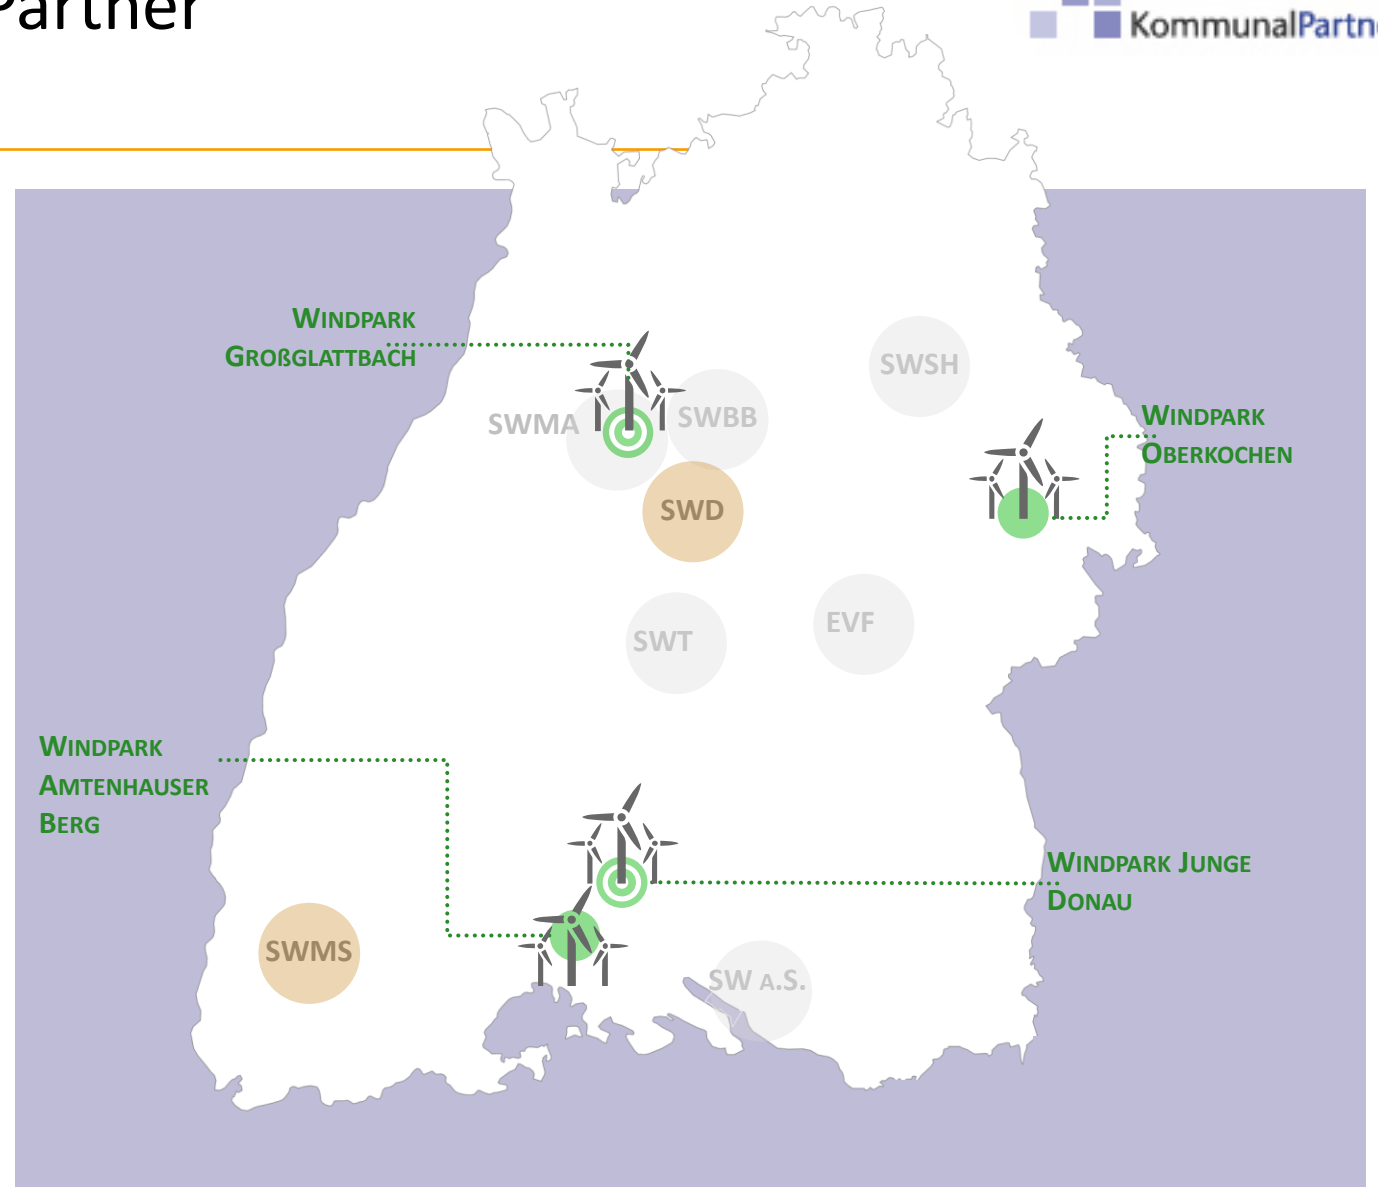 Partner
KommunalPartn
WINDPARK
GROßGLATTBACH
SWSH
SWMA
SWBB
WINDPARK
OBERKOCHEN
SWD
EVF
SWT
WINDPARK
AMTENHAUSER
BERG
WINDPARK JUNGE
DONAU
SWMS
SW A.S.